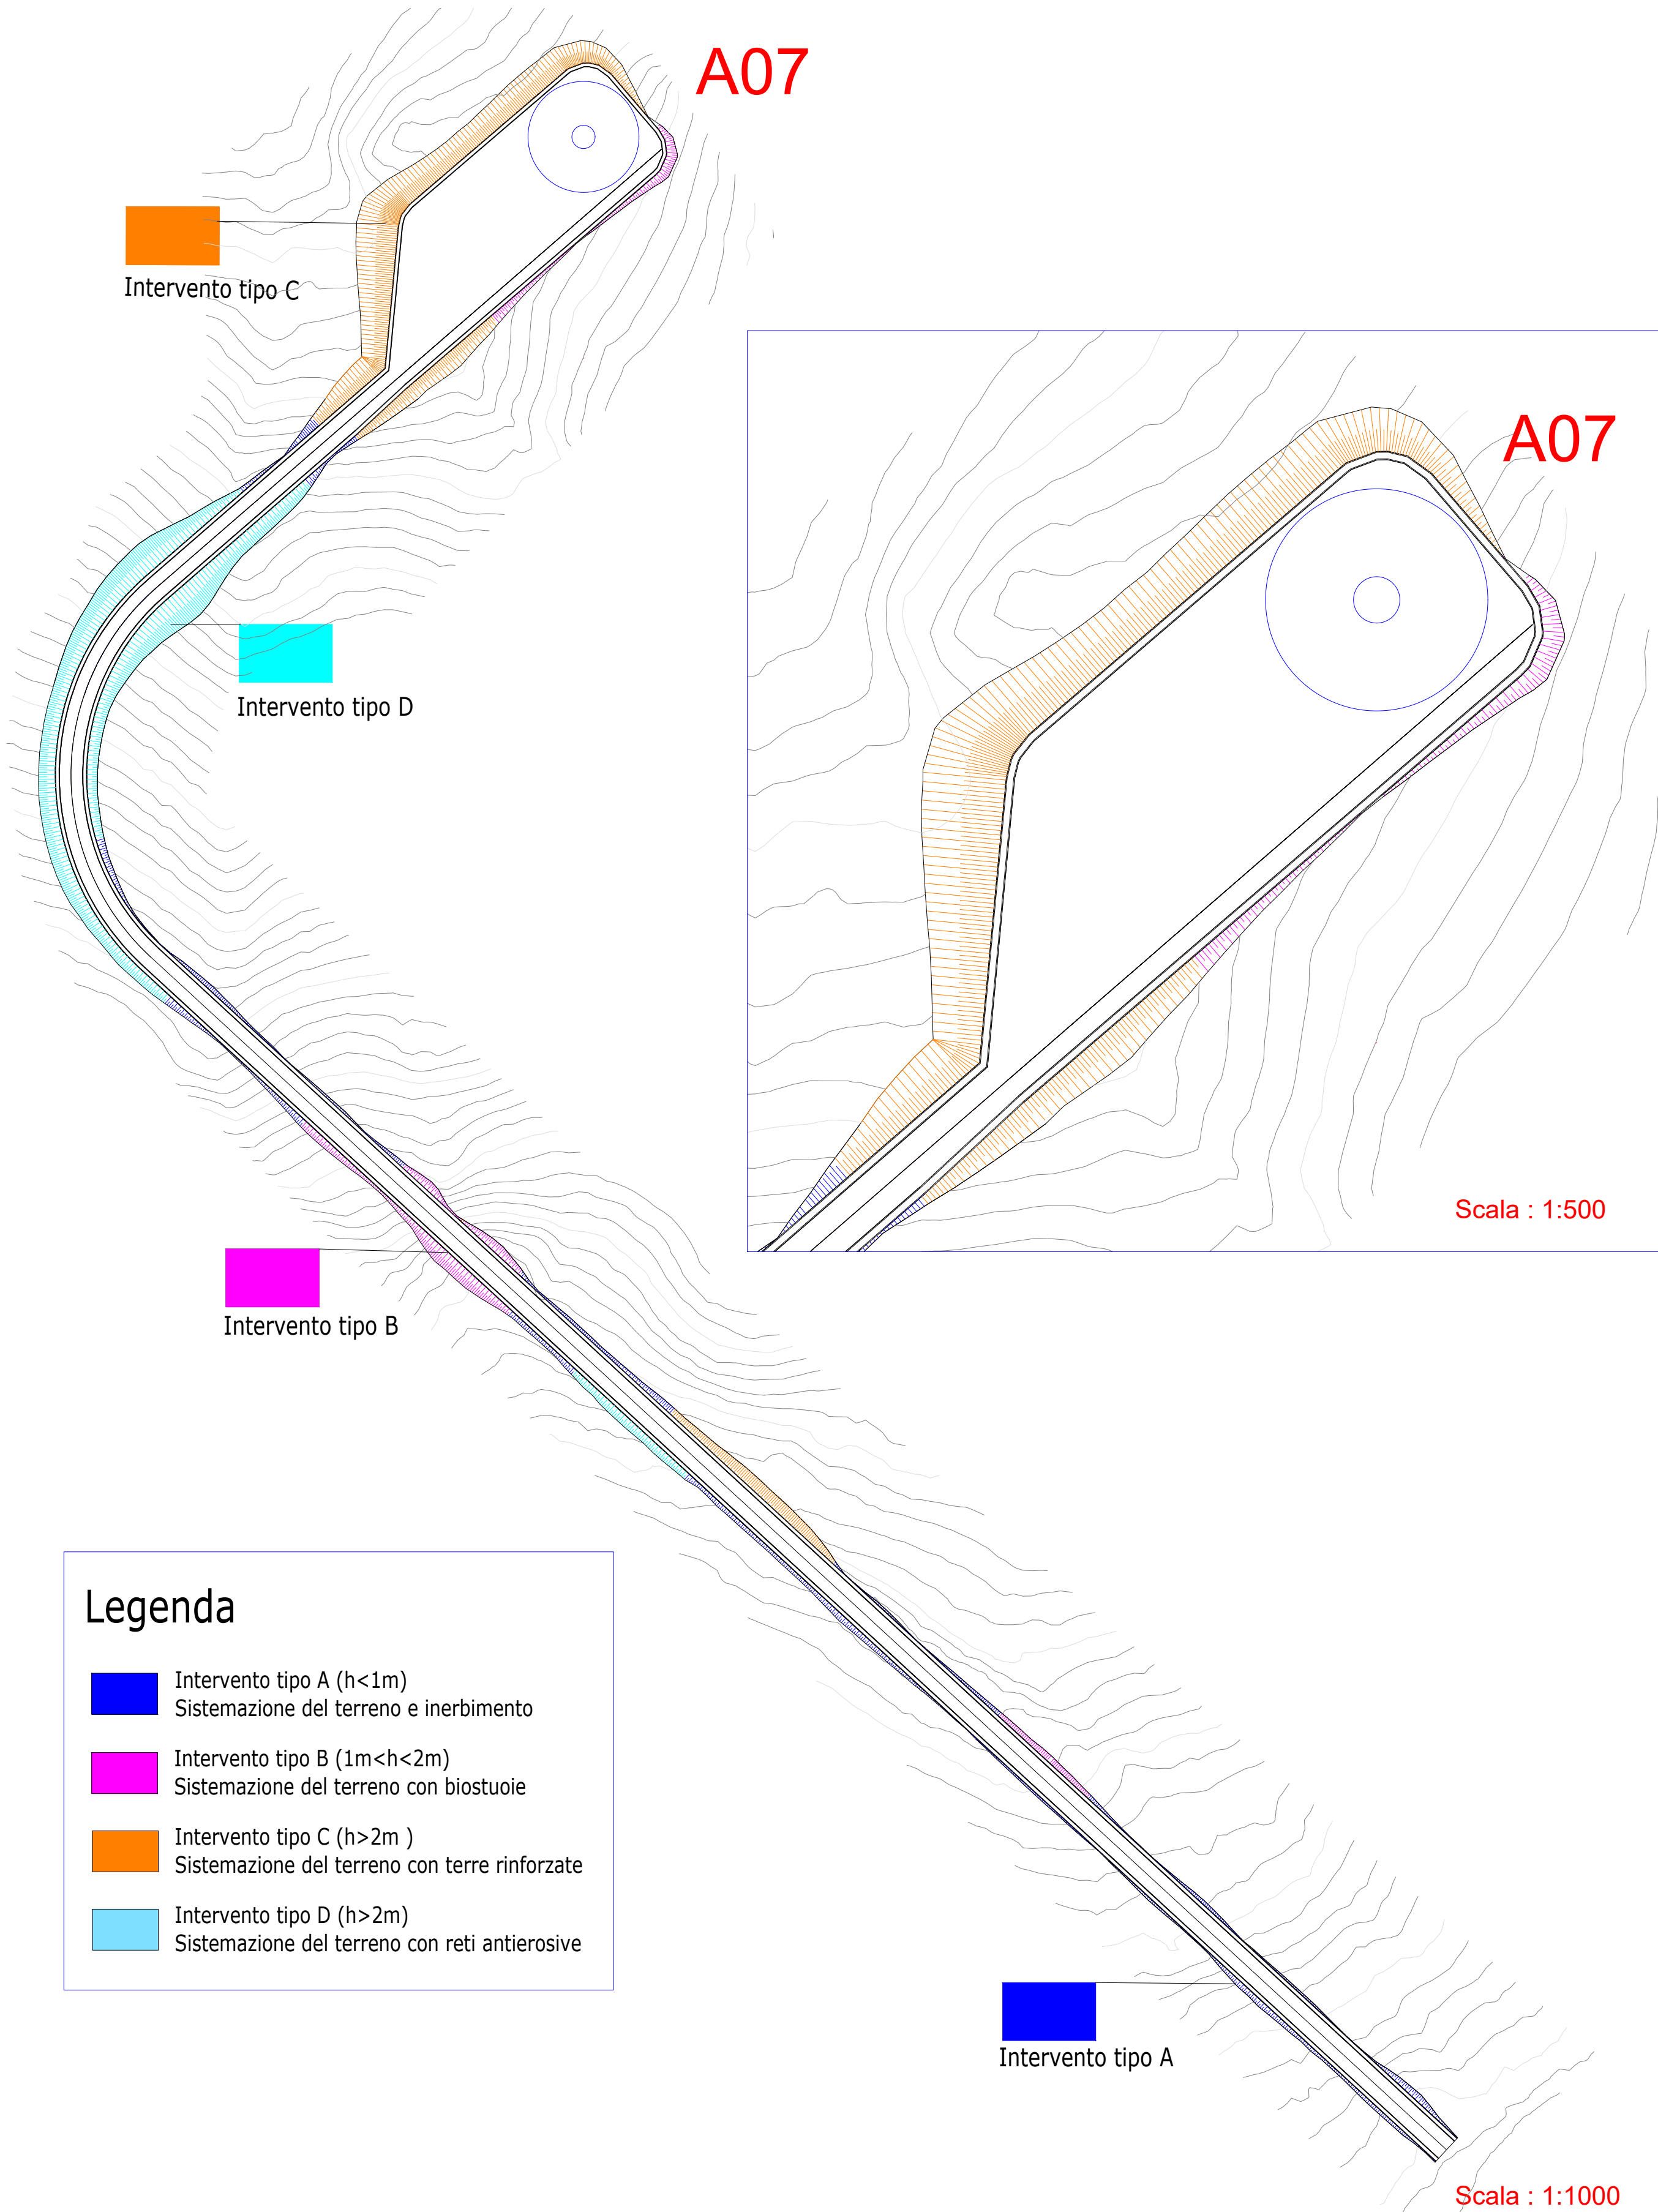 A07
Intervento tipo C
A07
Intervento tipo D
Scala : 1:500
Intervento tipo B
Legenda
Intervento tipo A (h<1m)
Sistemazione del terreno e inerbimento
Intervento tipo B (1m<h<2m)
Sistemazione del terreno con biostuoie
Intervento tipo C (h>2m )
Sistemazione del terreno con terre rinforzate
Intervento tipo D (h>2m)
Sistemazione del terreno con reti antierosive
Intervento tipo A
Scala : 1:1000